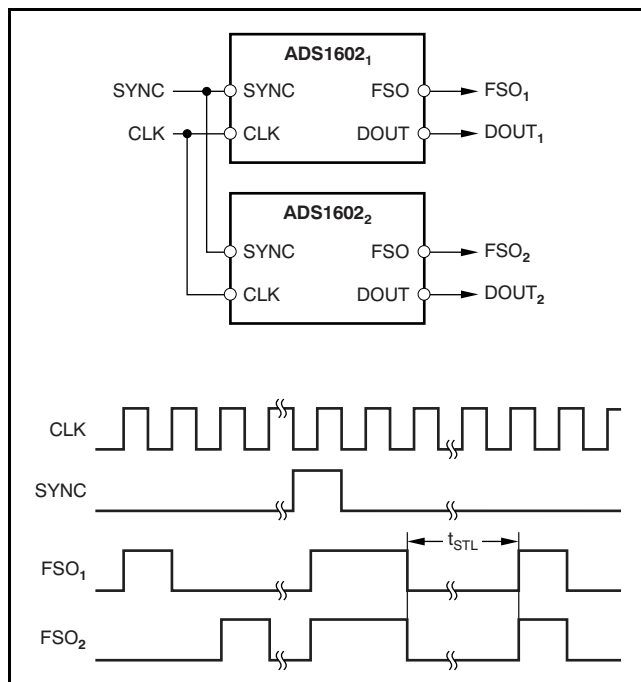 ADS1602₁
SYNC SYNC FSO FSO₁
CLK CLK DOUT DOUT₁
ADS1602₂
SYNC FSO FSO₂
CLK DOUT DOUT₂
CLK
SYNC
FSO₁ t_STL
FSO₂